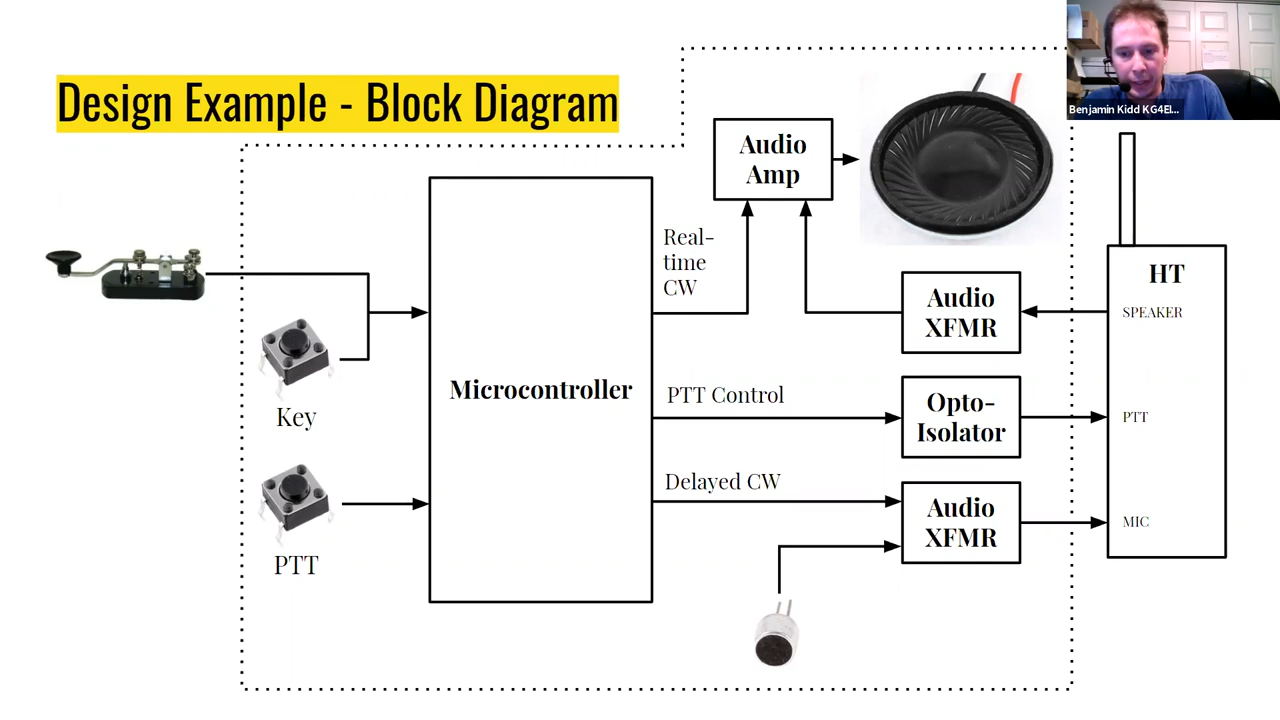 Design Example - Block Diagram
Benjamin Kidd KG4EI...
Audio
Amp
Real-
time
CW
HT
Audio
XFMR
SPEAKER
Key
Microcontroller
PTT Control
Opto-
Isolator
PTT
Delayed CW
Audio
XFMR
MIC
PTT